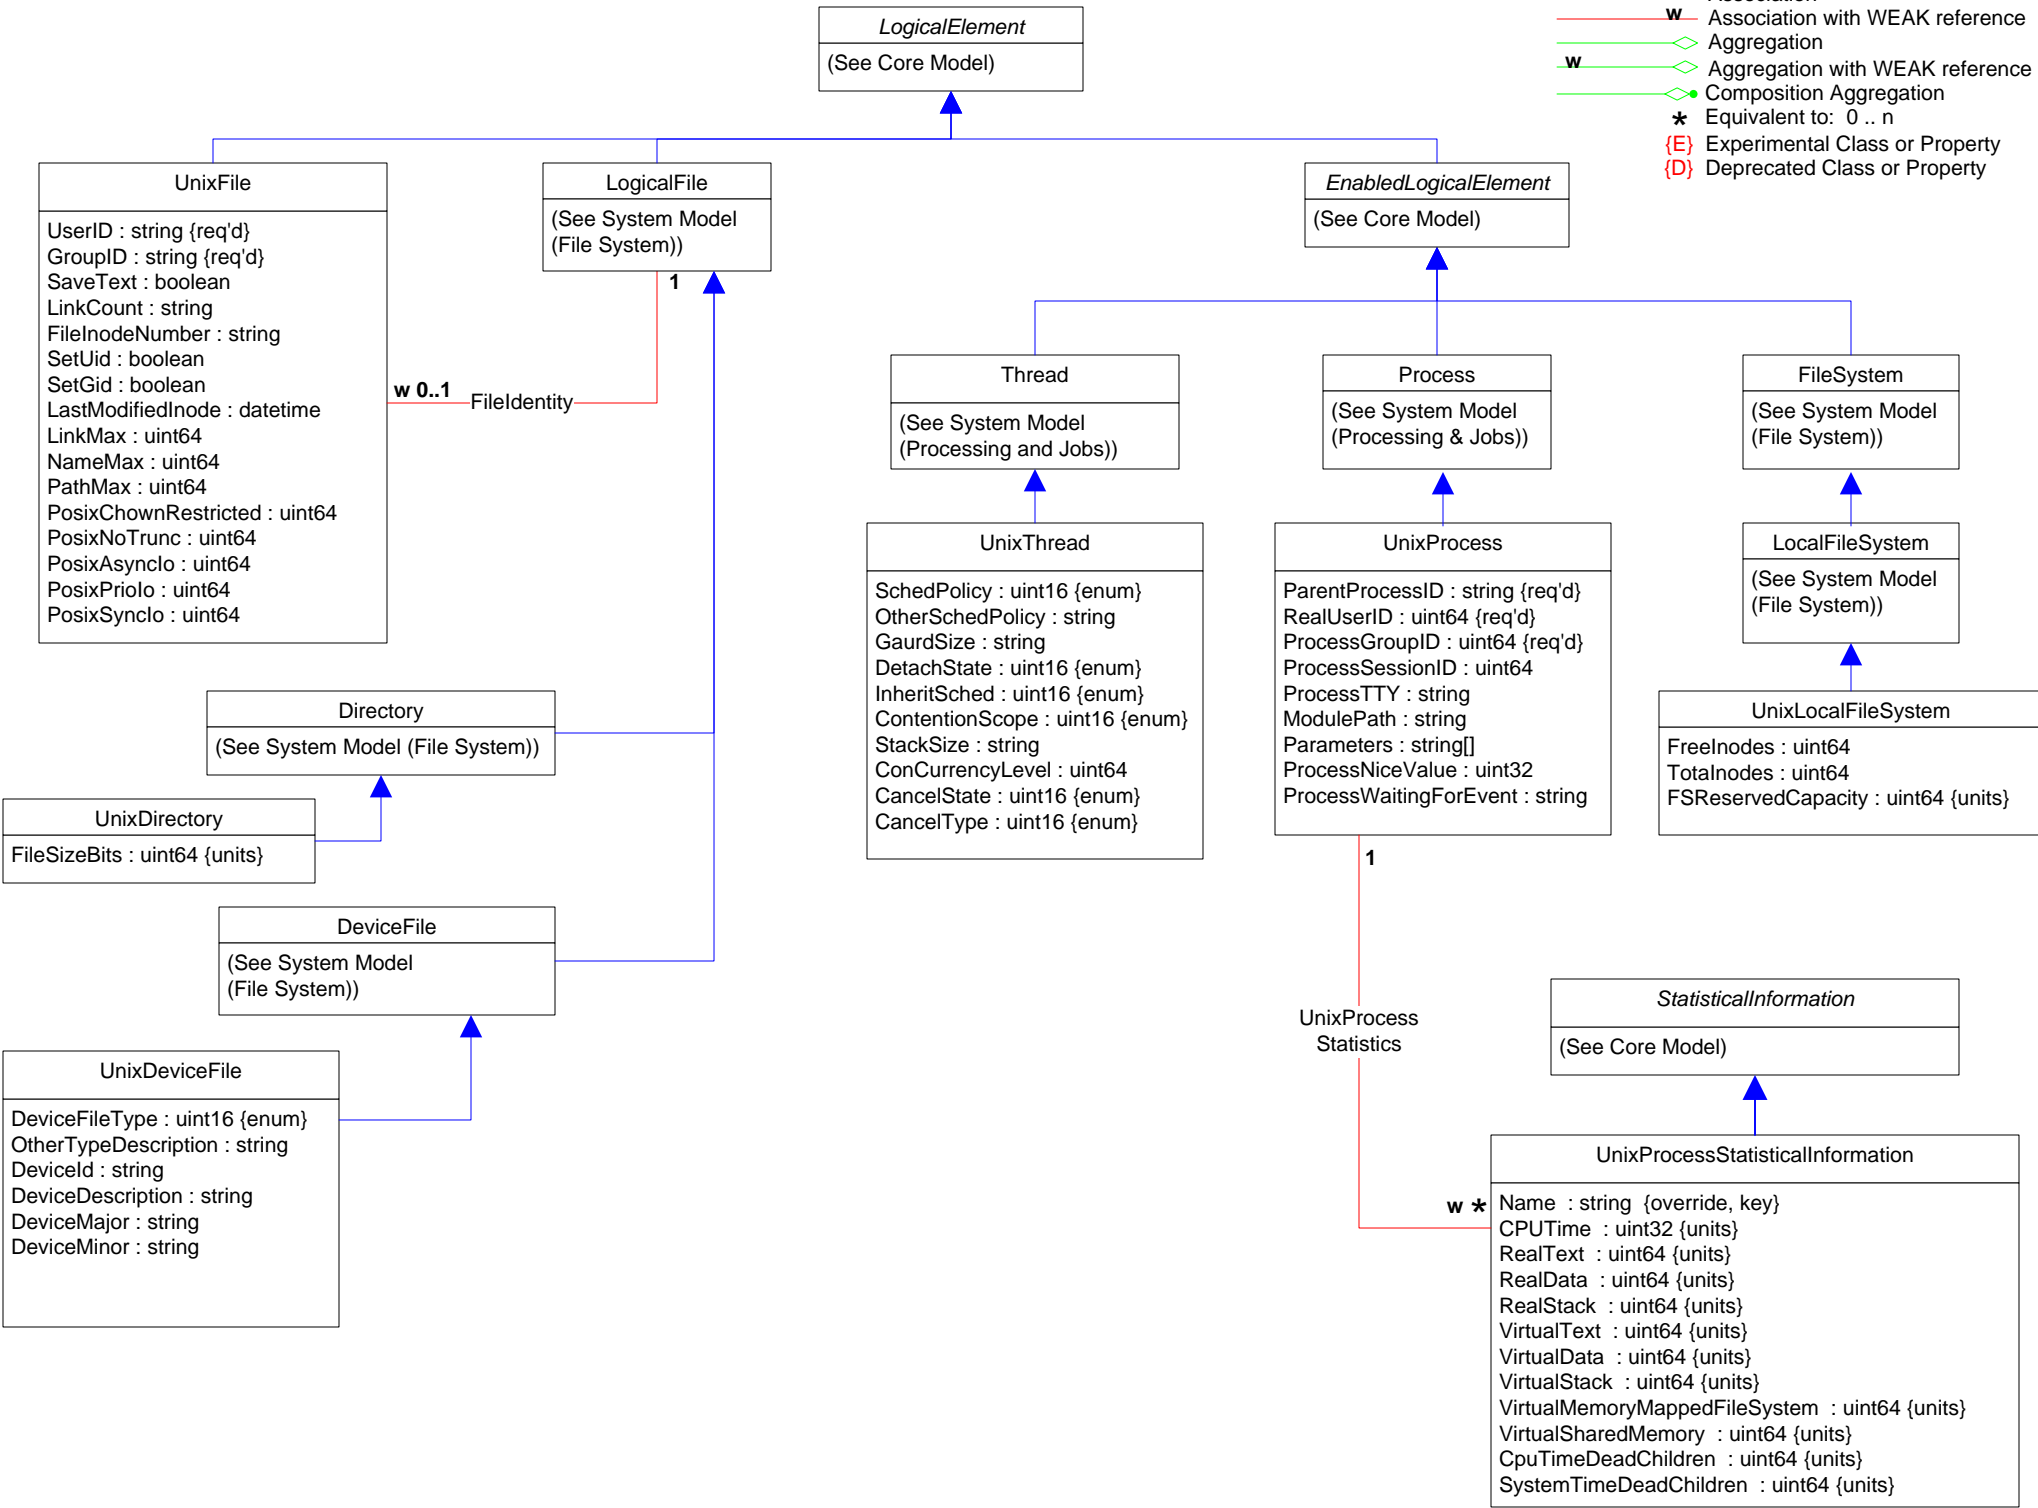 Association with WEAK reference
w
Aggregation
w
Aggregation with WEAK reference
Composition Aggregation
* Equivalent to: 0 .. n
{E} Experimental Class or Property
{D} Deprecated Class or Property
LogicalElement
(See Core Model)
UnixFile
UserID : string {req'd}
GroupID : string {req'd}
SaveText : boolean
LinkCount : string
FileInodeNumber : string
SetUid : boolean
SetGid : boolean
LastModifiedInode : datetime
LinkMax : uint64
NameMax : uint64
PathMax : uint64
PosixChownRestricted : uint64
PosixNoTrunc : uint64
PosixAsyncIo : uint64
PosixPrioIo : uint64
PosixSyncIo : uint64
LogicalFile
(See System Model
(File System))
1
w 0..1
FileIdentity
EnabledLogicalElement
(See Core Model)
Thread
(See System Model
(Processing and Jobs))
Process
(See System Model
(Processing & Jobs))
FileSystem
(See System Model
(File System))
UnixThread
SchedPolicy : uint16 {enum}
OtherSchedPolicy : string
GaurdSize : string
DetachState : uint16 {enum}
InheritSched : uint16 {enum}
ContentionScope : uint16 {enum}
StackSize : string
ConCurrencyLevel : uint64
CancelState : uint16 {enum}
CancelType : uint16 {enum}
UnixProcess
ParentProcessID : string {req'd}
RealUserID : uint64 {req'd}
ProcessGroupID : uint64 {req'd}
ProcessSessionID : uint64
ProcessTTY : string
ModulePath : string
Parameters : string[]
ProcessNiceValue : uint32
ProcessWaitingForEvent : string
LocalFileSystem
(See System Model
(File System))
UnixLocalFileSystem
FreeInodes : uint64
TotalInodes : uint64
FSReservedCapacity : uint64 {units}
Directory
(See System Model (File System))
UnixDirectory
FileSizeBits : uint64 {units}
DeviceFile
(See System Model
(File System))
UnixDeviceFile
DeviceFileType : uint16 {enum}
OtherTypeDescription : string
DeviceId : string
DeviceDescription : string
DeviceMajor : string
DeviceMinor : string
1
UnixProcess
Statistics
w *
StatisticalInformation
(See Core Model)
UnixProcessStatisticalInformation
Name : string {override, key}
CPUTime : uint32 {units}
RealText : uint64 {units}
RealData : uint64 {units}
RealStack : uint64 {units}
VirtualText : uint64 {units}
VirtualData : uint64 {units}
VirtualStack : uint64 {units}
VirtualMemoryMappedFileSystem : uint64 {units}
VirtualSharedMemory : uint64 {units}
CpuTimeDeadChildren : uint64 {units}
SystemTimeDeadChildren : uint64 {units}